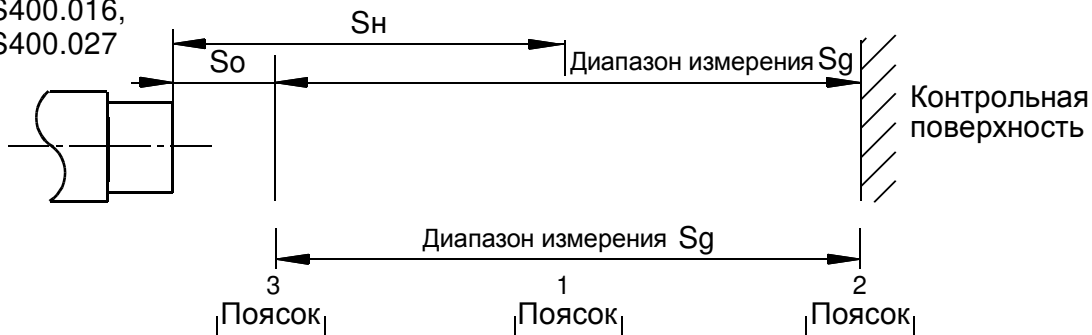 S400.016,
S400.027
Sн
So
Диапазон измерения Sg
Контрольная
поверхность
Диапазон измерения Sg
3 1 2
Поясок Поясок Поясок